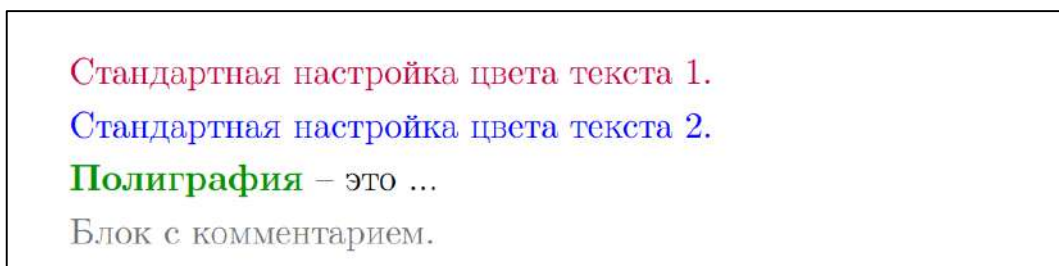 Стандартная настройка цвета текста 1.
Стандартная настройка цвета текста 2.
Полиграфия – это ...
Блок с комментарием.